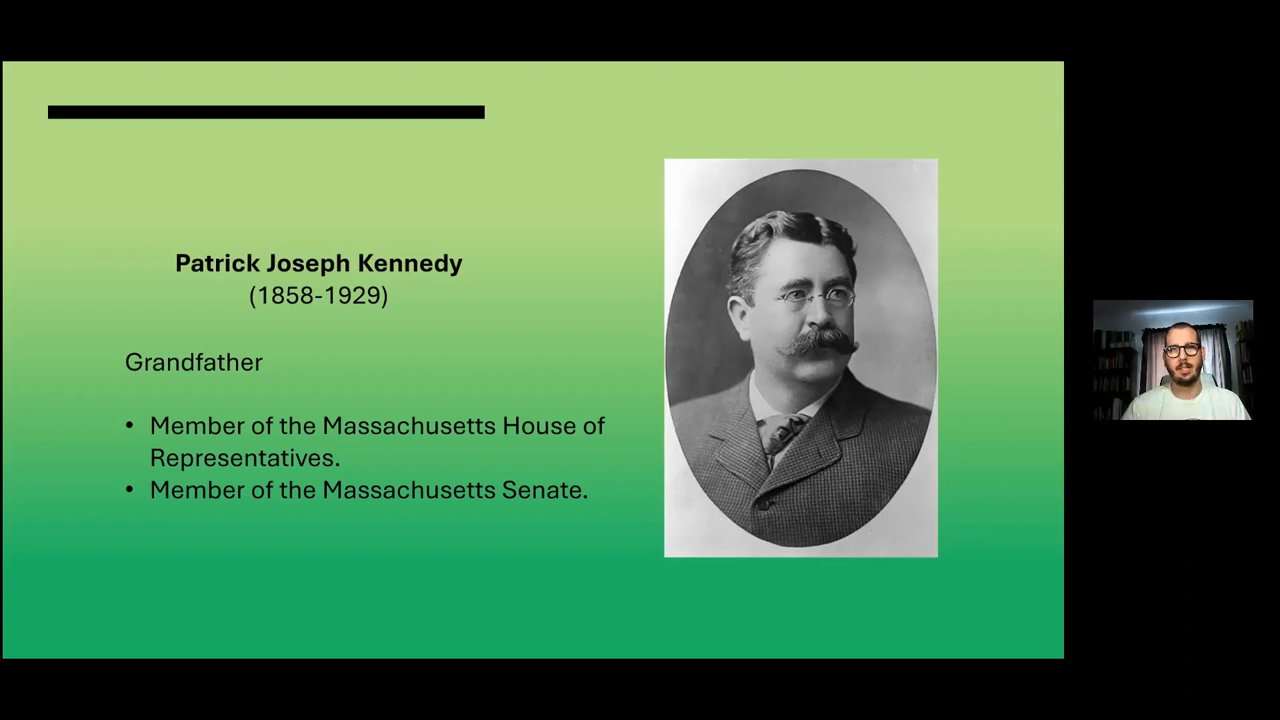 Patrick Joseph Kennedy
(1858-1929)
Grandfather
• Member of the Massachusetts House of
Representatives.
• Member of the Massachusetts Senate.